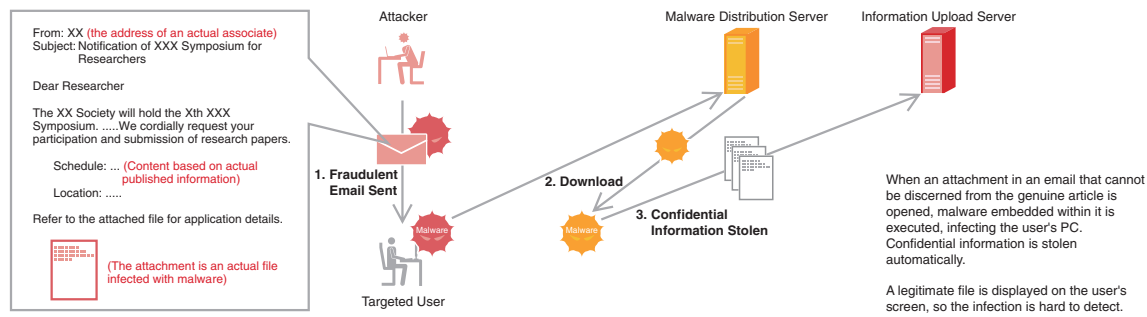 From: XX (the address of an actual associate)
Subject: Notification of XXX Symposium for
Researchers
Dear Researcher
The XX Society will hold the Xth XXX
Symposium. .....We cordially request your
participation and submission of research papers.
Schedule: ... (Content based on actual
published information)
Location: .....
Refer to the attached file for application details.
(The attachment is an actual file
infected with malware)
Attacker
1. Fraudulent
Email Sent
Malware
Targeted User
Malware Distribution Server
2. Download
Malware
3. Confidential
Information Stolen
Information Upload Server
When an attachment in an email that cannot
be discerned from the genuine article is
opened, malware embedded within it is
executed, infecting the user's PC.
Confidential information is stolen
automatically.
A legitimate file is displayed on the user's
screen, so the infection is hard to detect.